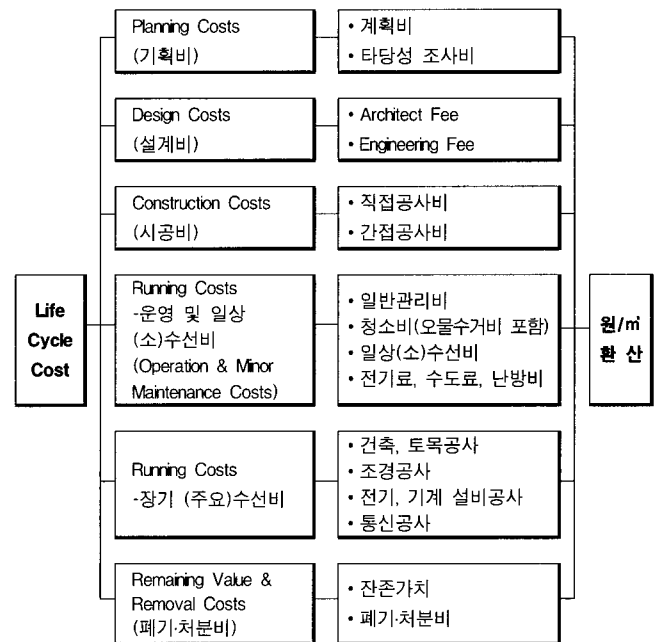 Planning Costs
(기획비)
• 계획비
• 타당성 조사비
Design Costs
(설계비)
• Architect Fee
• Engineering Fee
Construction Costs
(시공비)
• 직접공사비
• 간접공사비
Life
Cycle
Cost
Running Costs
-운영 및 일상
(소)수선비
(Operation & Minor
Maintenance Costs)
• 일반관리비
• 청소비(오물수거비 포함)
• 일상(소)수선비
• 전기료, 수도료, 난방비
원/㎡
환 산
Running Costs
-장기 (주요)수선비
• 건축, 토목공사
• 조경공사
• 전기, 기계 설비공사
• 통신공사
Remaining Value &
Removal Costs
(폐기·처분비)
• 잔존가치
• 폐기·처분비